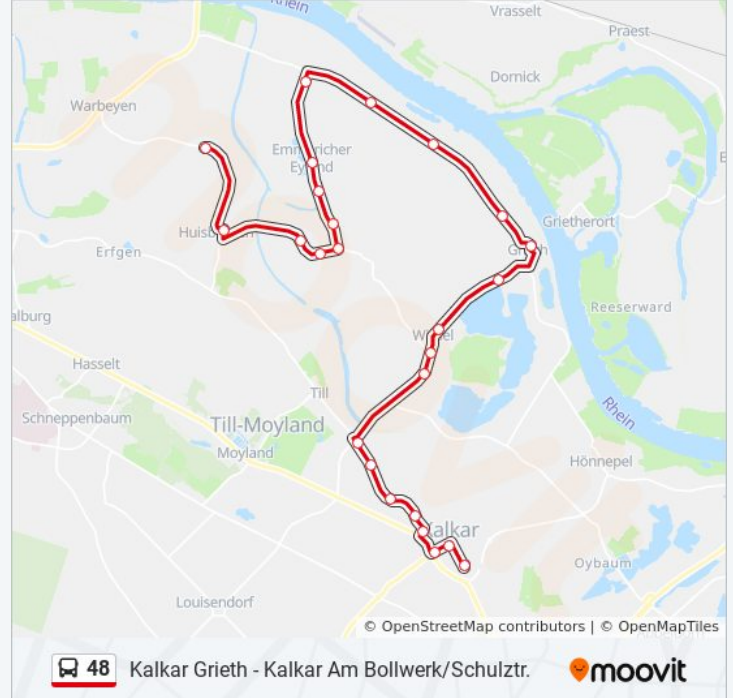 Rhein
Vrasselt
Praest
Dornick
Warbeyen
Emmericher
Eyland
Grietherort
Huisberden
Grieth
Erfgen
Reeserward
alburg
Wissel
Hasselt
Till
Rhein
Schneppenbaum
Till-Moyland
Moyland
Hönnepel
Kalkar
Oybaum
Louisendorf
© OpenStreetMap contributors | © OpenMapTiles
48 Kalkar Grieth - Kalkar Am Bollwerk/Schulztr. moovit